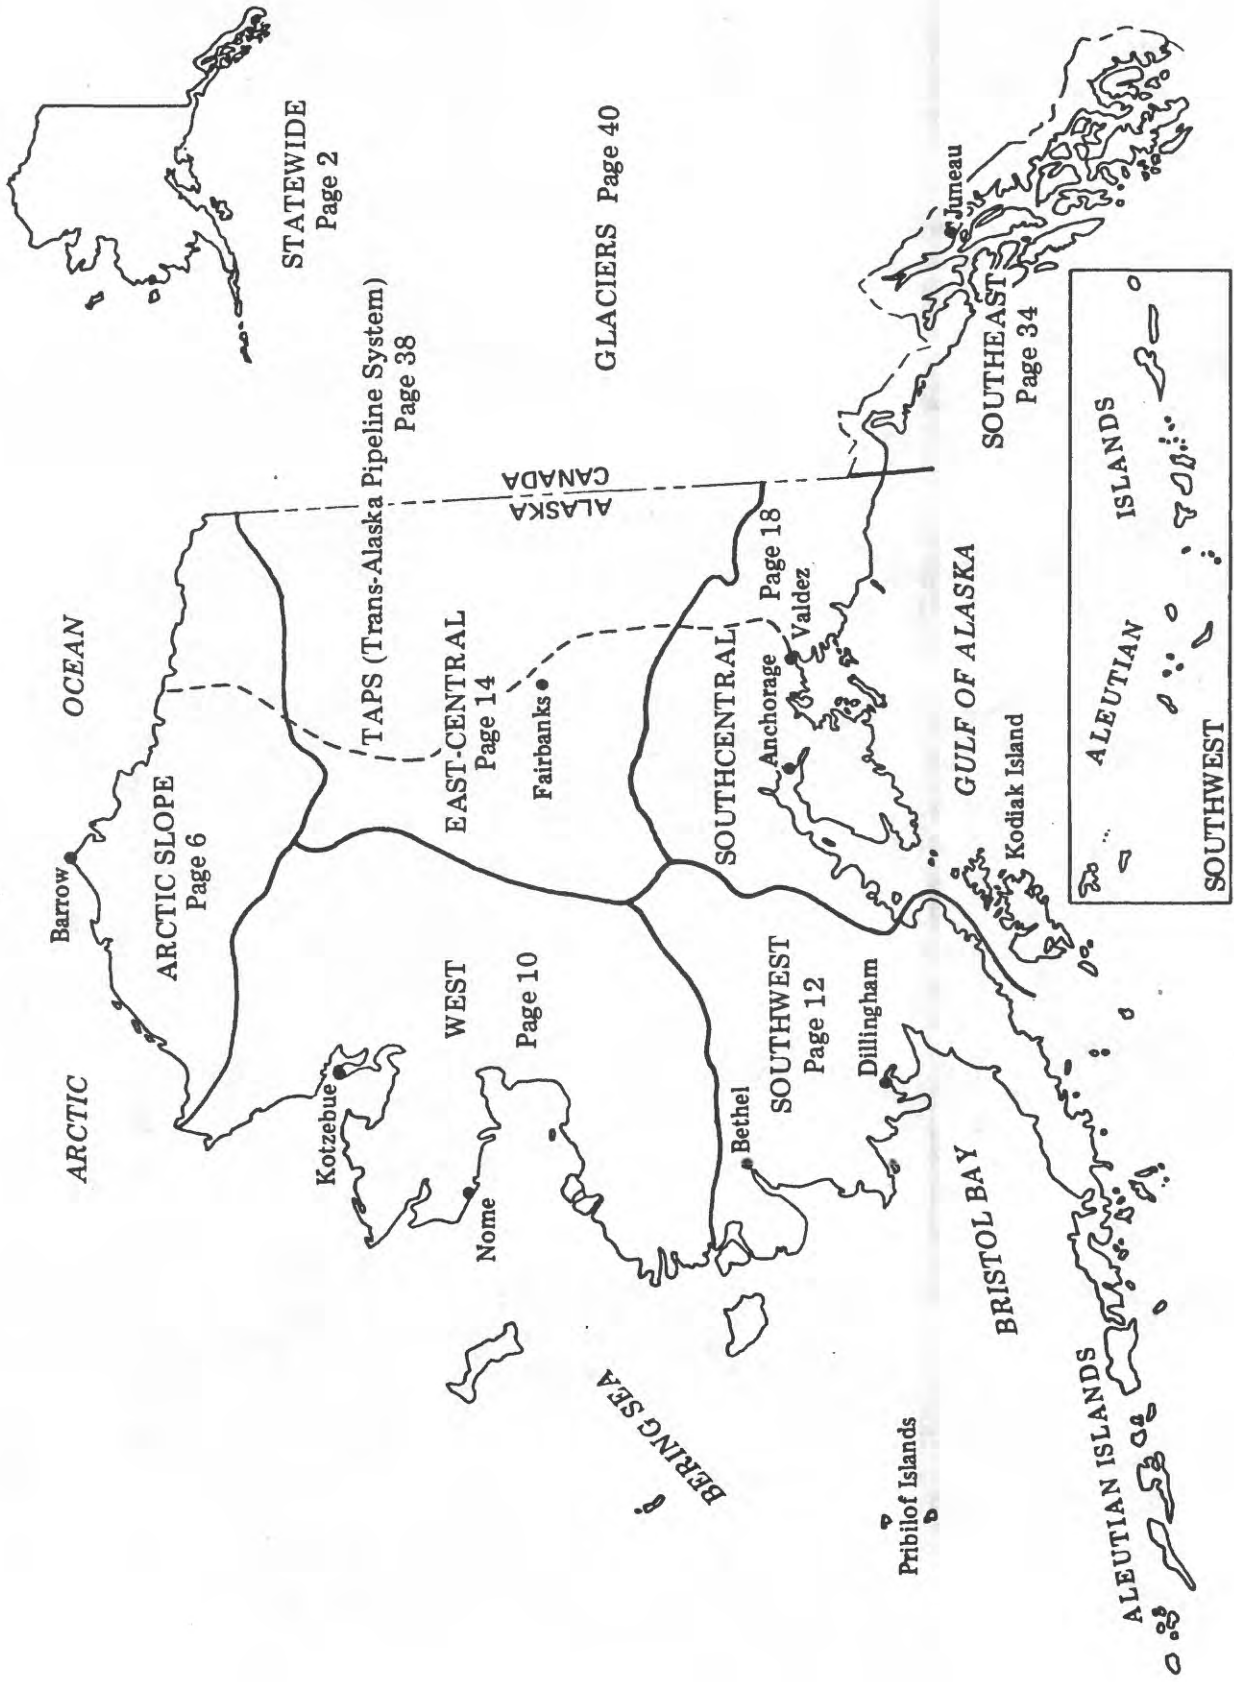 STATEWIDE
Page 2
ARCTIC
OCEAN
Barrow
ARCTIC SLOPE
Page 6
TAPS (Trans-Alaska Pipeline System)
Page 38
GLACIERS Page 40
Kotzebue
WEST
Page 10
Nome
EAST-CENTRAL
Page 14
Fairbanks
ALASKA
CANADA
BERING SEA
Bethel
SOUTHWEST
Page 12
Dillingham
SOUTHCENTRAL
Page 18
Anchorage
Valdez
Juneau
SOUTHEAST
Page 34
GULF OF ALASKA
Kodiak Island
BRISTOL BAY
Pribilof Islands
ALEUTIAN ISLANDS
ALEUTIAN
ISLANDS
SOUTHWEST